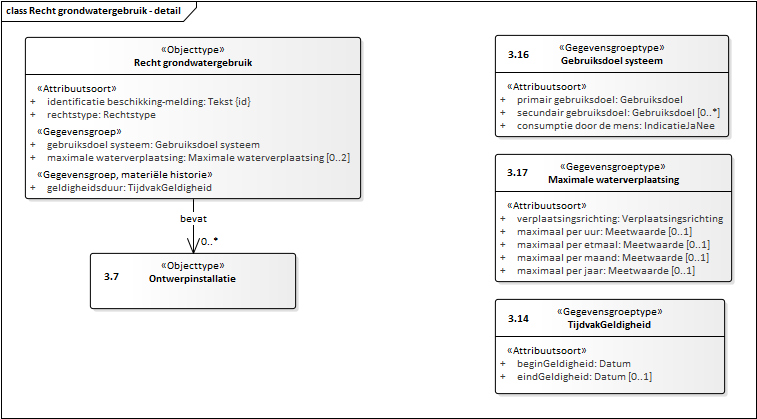 class Recht grondwatergebruik - detail
«Objecttype»
Recht grondwatergebruik
«Attribuutsoort»
+ identificatie beschikking-melding: Tekst {id}
+ rechtstype: Rechtstype
«Gegevensgroep»
+ gebruiksdoel systeem: Gebruiksdoel systeem
+ maximale waterverplaatsing: Maximale waterverplaatsing [0..2]
«Gegevensgroep, materiële historie»
+ geldigheidsduur: TijdvakGeldigheid
bevat
0..*
«Objecttype»
3.7
Ontwerpinstallatie
3.16
«Gegevensgroeptype»
Gebruiksdoel systeem
«Attribuutsoort»
+ primair gebruiksdoel: Gebruiksdoel
+ secundair gebruiksdoel: Gebruiksdoel [0..*]
+ consumptie door de mens: IndicatieJaNee
3.17
«Gegevensgroeptype»
Maximale waterverplaatsing
«Attribuutsoort»
+ verplaatsingsrichting: Verplaatsingsrichting
+ maximaal per uur: Meetwaarde [0..1]
+ maximaal per etmaal: Meetwaarde [0..1]
+ maximaal per maand: Meetwaarde [0..1]
+ maximaal per jaar: Meetwaarde [0..1]
3.14
«Gegevensgroeptype»
TijdvakGeldigheid
«Attribuutsoort»
+ beginGeldigheid: Datum
+ eindGeldigheid: Datum [0..1]